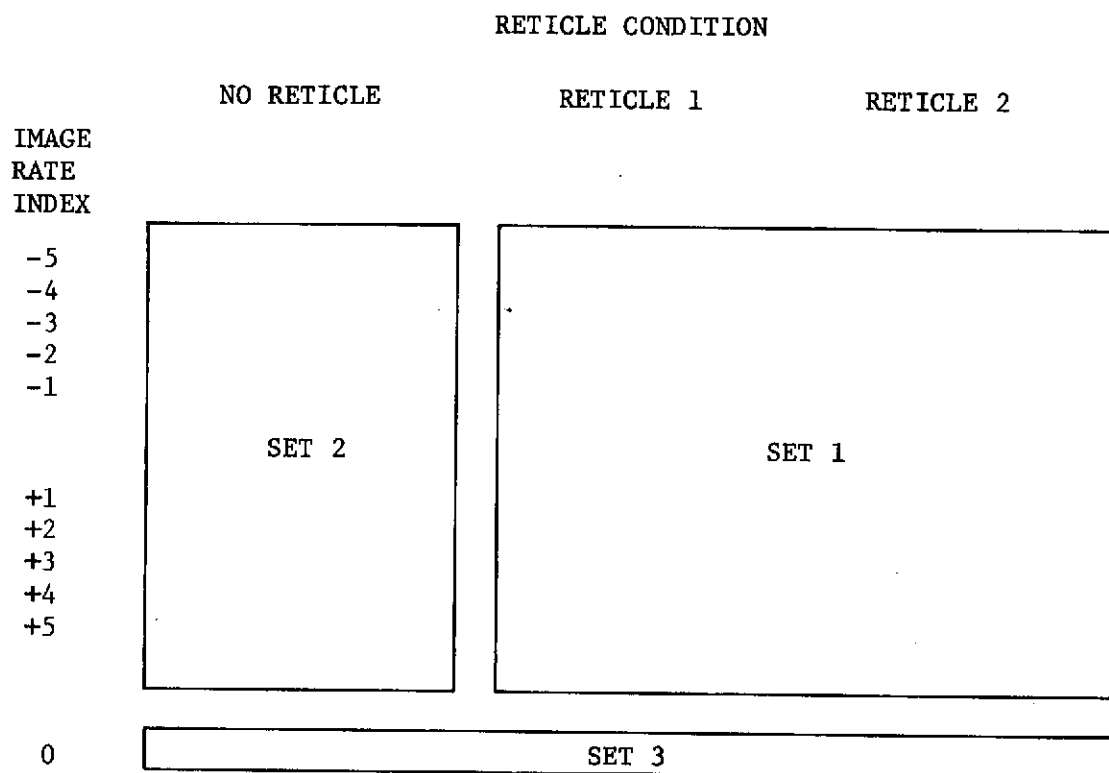 RETICLE CONDITION
NO RETICLE RETICLE 1 RETICLE 2
IMAGE
RATE
INDEX
-5
-4
-3
-2
-1
SET 2 SET 1
+1
+2
+3
+4
+5
0 SET 3